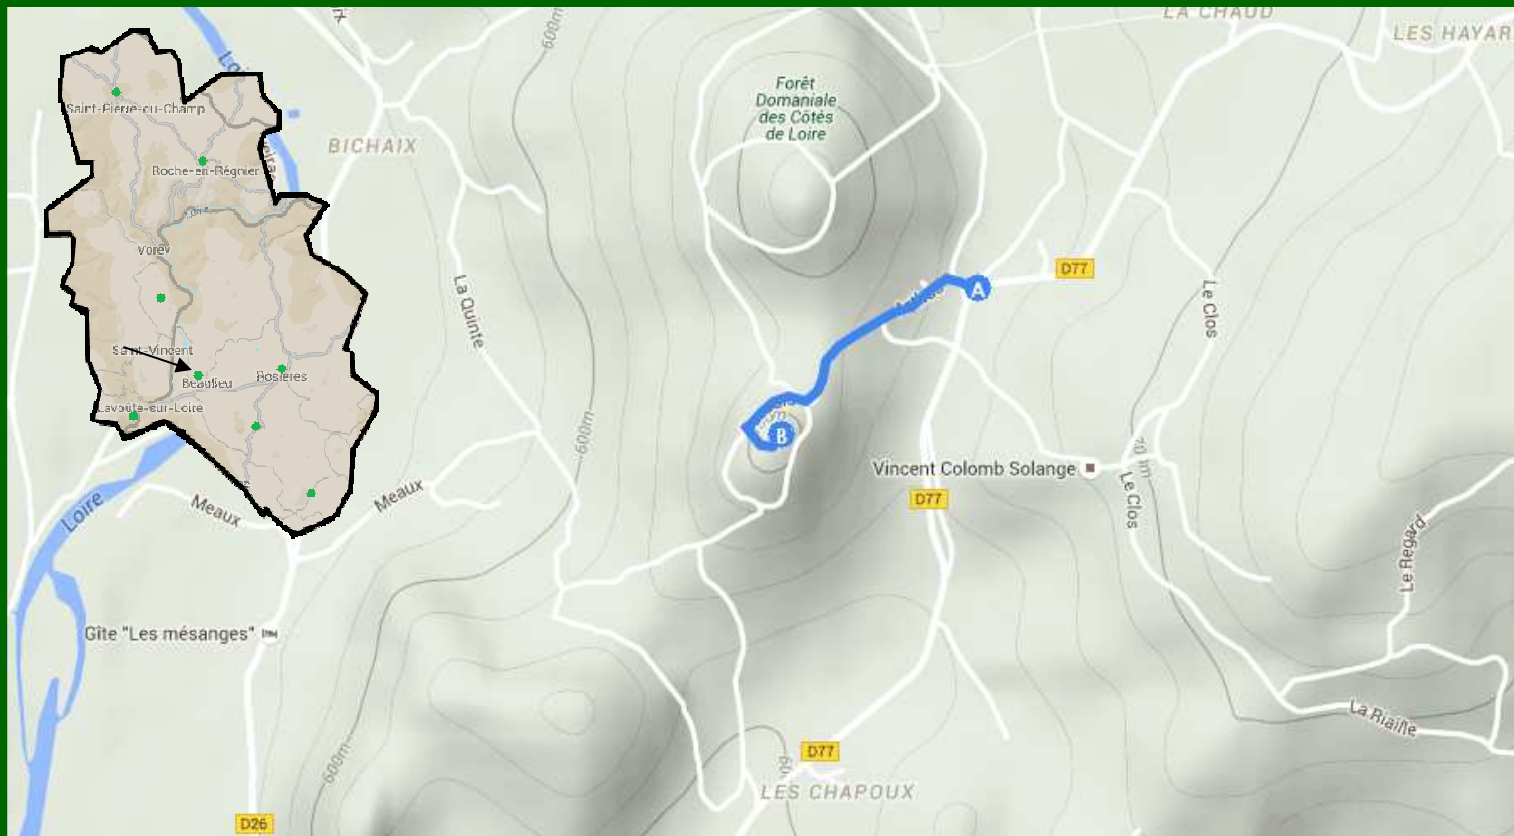 LA CHAUD
LES HAYAR
600m
Forêt
Domaniale
des Côtés
de Loire
BICHAIX
Saint-Pierre-du-Champ
Roche-en-Régnier
Loire
Vorey
Saint-Vincent
Beaulieu
Rosières
Lavoûte-sur-Loire
La Quinte
D77
A
Le Clos
B
600m
Vincent Colomb Solange
D77
Le Clos
Loire
Meaux
Meaux
Le Regard
Gîte "Les mésanges"
La Riaille
600m
D77
LES CHAPOUX
D26